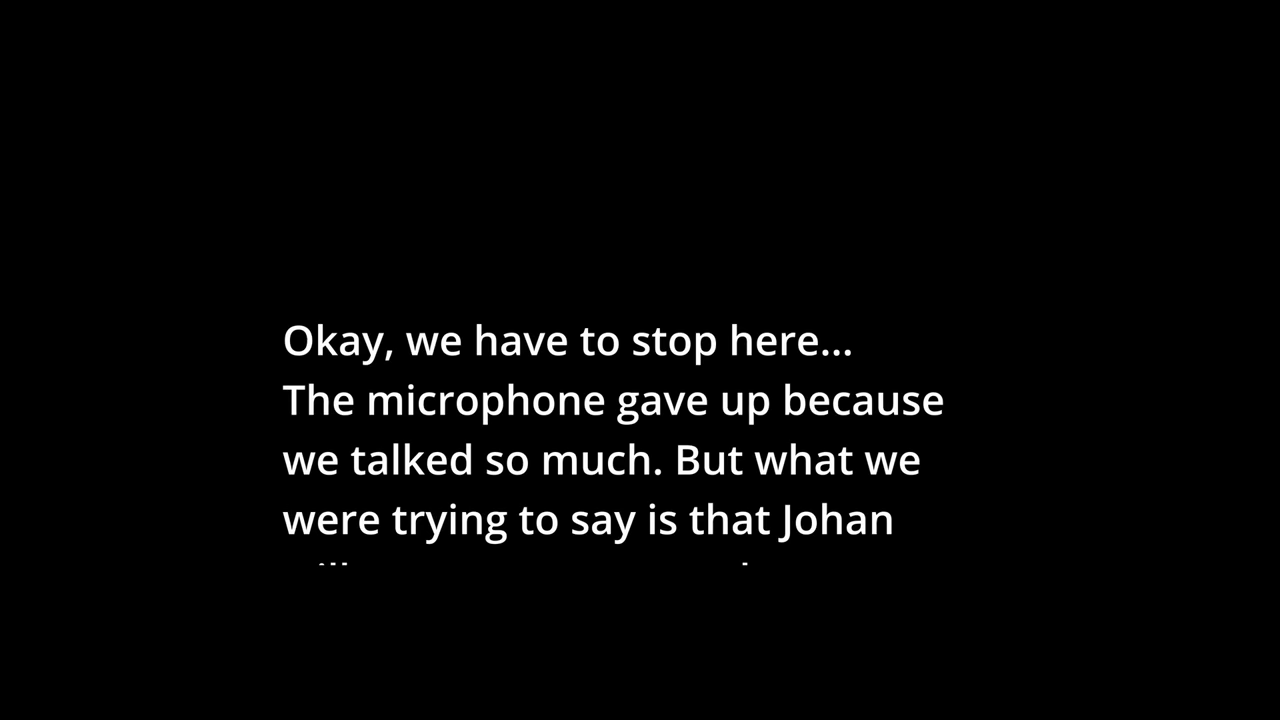 Okay, we have to stop here...
The microphone gave up because
we talked so much. But what we
were trying to say is that Johan